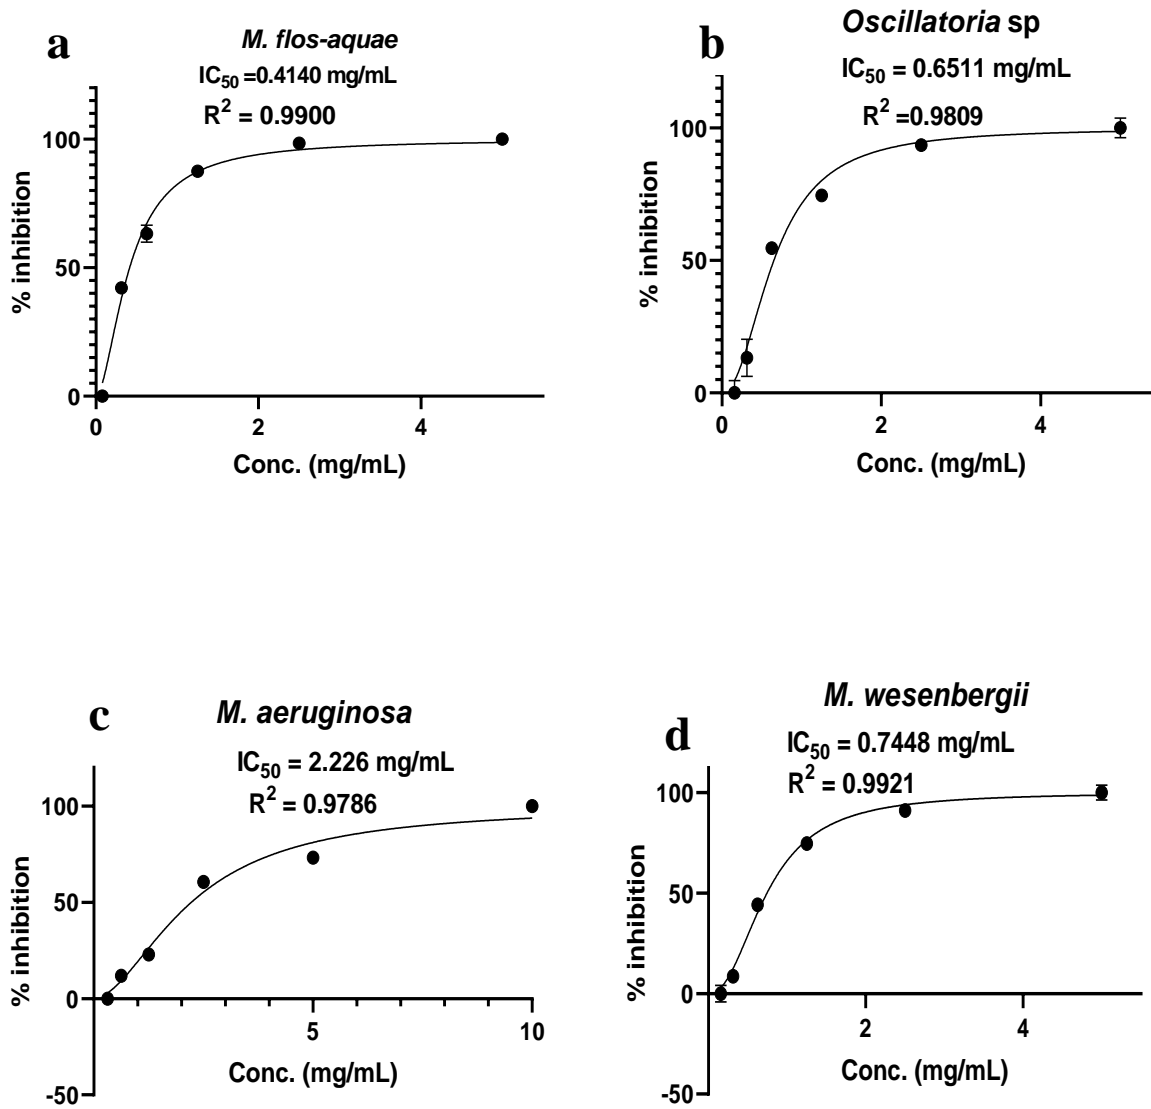 a
M. flos-aquae
IC50 =0.4140 mg/mL
R2 = 0.9900
100
50
0
% inhibition
0 2 4
Conc. (mg/mL)
b
Oscillatoria sp
IC50 = 0.6511 mg/mL
R2 =0.9809
100
50
0
% inhibition
0 2 4
Conc. (mg/mL)
c
M. aeruginosa
IC50 = 2.226 mg/mL
R2 = 0.9786
100
50
0
-50
% inhibition
5 10
Conc. (mg/mL)
d
M. wesenbergii
IC50 = 0.7448 mg/mL
R2 = 0.9921
100
50
0
-50
% inhibition
2 4
Conc. (mg/mL)